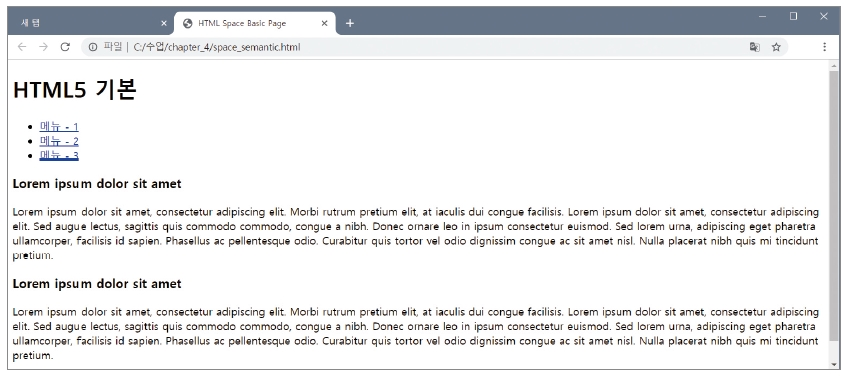 새 탭
HTML Space Basic Page
파일 | C:/수업/chapter_4/space_semantic.html
HTML5 기본
메뉴 - 1
메뉴 - 2
메뉴 - 3
Lorem ipsum dolor sit amet
Lorem ipsum dolor sit amet, consectetur adipiscing elit. Morbi rutrum pretium elit, at iaculis dui congue facilisis. Lorem ipsum dolor sit amet, consectetur adipiscing
elit. Sed augue lectus, sagittis quis commodo commodo, congue a nibh. Donec ornare leo in ipsum consectetur euismod. Sed lorem urna, adipiscing eget pharetra
ullamcorper, facilisis id sapien. Phasellus ac pellentesque odio. Curabitur quis tortor vel odio dignissim congue ac sit amet nisl. Nulla placerat nibh quis mi tincidunt
pretium.
Lorem ipsum dolor sit amet
Lorem ipsum dolor sit amet, consectetur adipiscing elit. Morbi rutrum pretium elit, at iaculis dui congue facilisis. Lorem ipsum dolor sit amet, consectetur adipiscing
elit. Sed augue lectus, sagittis quis commodo commodo, congue a nibh. Donec ornare leo in ipsum consectetur euismod. Sed lorem urna, adipiscing eget pharetra
ullamcorper, facilisis id sapien. Phasellus ac pellentesque odio. Curabitur quis tortor vel odio dignissim congue ac sit amet nisl. Nulla placerat nibh quis mi tincidunt
pretium.